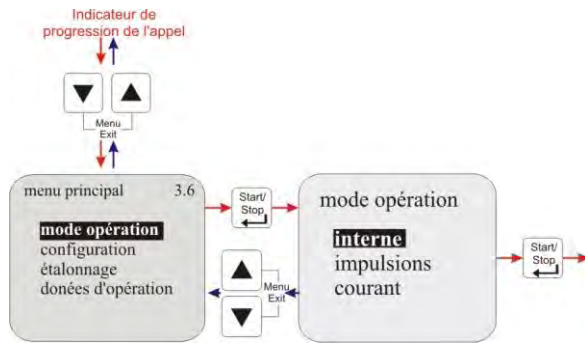 Indicateur de
progression de l'appel
Menu
Exit
menu principal 3.6
mode opération
configuration
étalonnage
donées d'opération
Start/
Stop
Menu
Exit
mode opération
interne
impulsions
courant
Start/
Stop